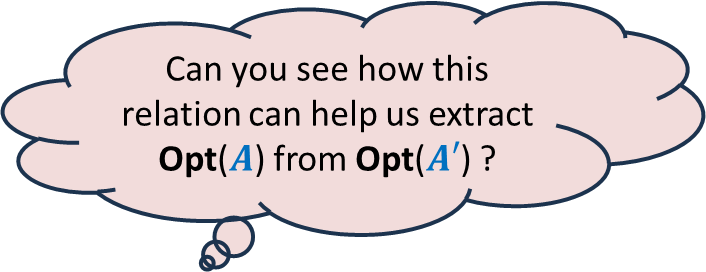 Can you see how this
relation can help us extract
Opt(A) from Opt(A′) ?